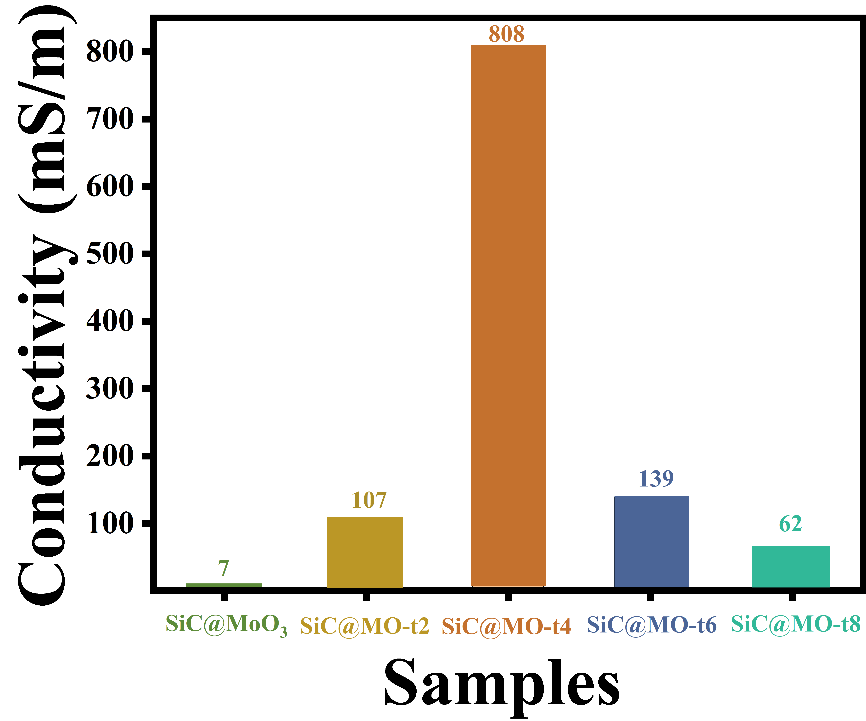 Conductivity (mS/m)
800
700
600
500
400
300
200
100
7
107
808
139
62
SiC@MoO₃
SiC@MO-t2
SiC@MO-t4
SiC@MO-t6
SiC@MO-t8
Samples